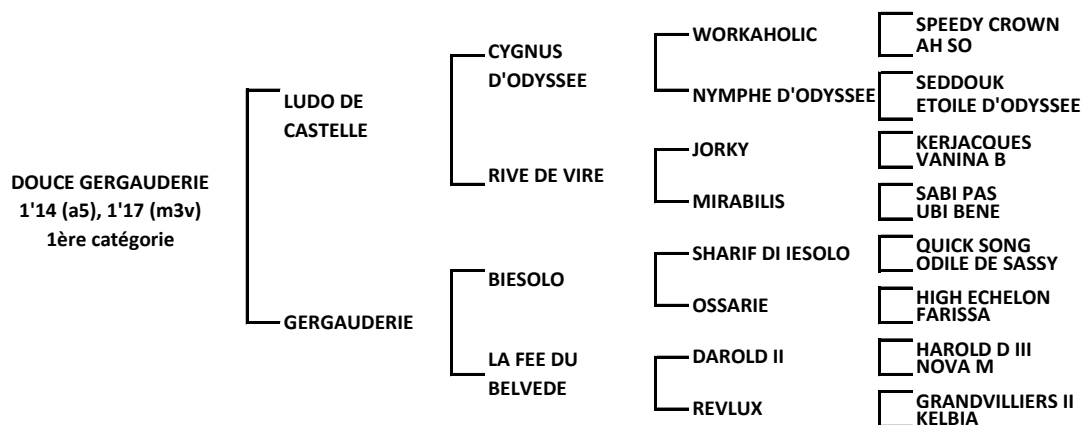 DOUCE GERGAUDERIE
1'14 (a5), 1'17 (m3v)
1ère catégorie
LUDO DE
CASTELLE
GERGAUDERIE
CYGNUS
D'ODYSSEE
RIVE DE VIRE
BIESOLO
LA FEE DU
BELVEDE
WORKAHOLIC
NYMPHE D'ODYSSEE
JORKY
MIRABILIS
SHARIF DI IESOLO
OSSARIE
DAROLD II
REVLUX
SPEEDY CROWN
AH SO
SEDDOUK
ETOILE D'ODYSSEE
KERJACQUES
VANINA B
SABI PAS
UBI BENE
QUICK SONG
ODILE DE SASSY
HIGH ECHELON
FARISSA
HAROLD D III
NOVA M
GRANDVILLIERS II
KELBIA